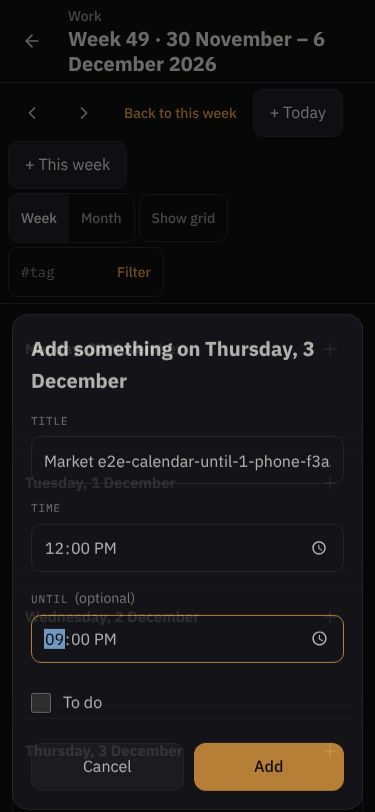 Work
Week 49 · 30 November – 6
December 2026
Back to this week
+ Today
+ This week
Week
Month
Show grid
#tag
Filter
Add something on Thursday, 3
December
TITLE
Market e2e-calendar-until-1-phone-f3a
Tuesday, 1 December
TIME
12:00 PM
UNTIL (optional)
Wednesday, 2 December
09:00 PM
To do
Thursday, 3 December
Cancel
Add